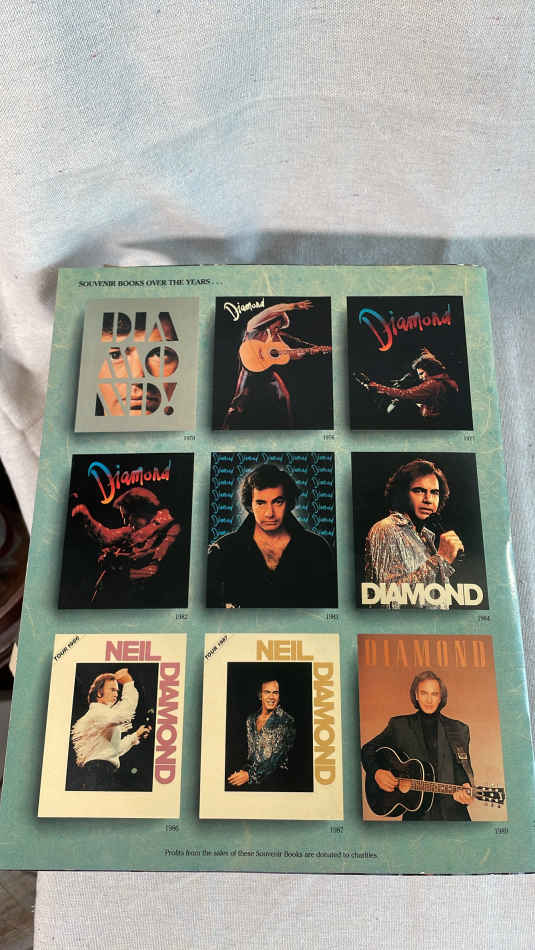 SOUVENIR BOOKS OVER THE YEARS . . .
DIA
MO
ND!
Diamond
Diamond
1976
1977
Diamond
DIAMOND
1982
1983
1984
TOUR 1986
NEIL
DIAMOND
TOUR 1987
NEIL
DIAMOND
DIAMOND
1986
1987
1989
Profits from the sales of these Souvenir Books are donated to charities.